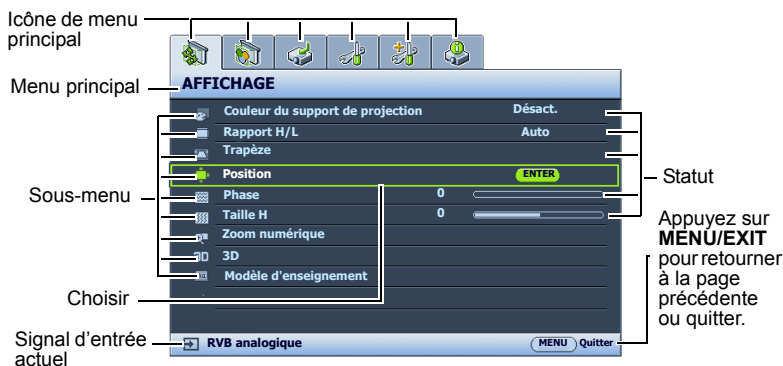 Icône de menu
principal
Menu principal
AFFICHAGE
Couleur du support de projection Désact.
Rapport H/L Auto
Trapèze
Position ENTER
Phase 0
Taille H 0
Zoom numérique
3D 3D
Modèle d'enseignement
Sous-menu
Statut
Choisir
Appuyez sur
MENU/EXIT
pour retourner
à la page
précédente
ou quitter.
Signal d'entrée
actuel
RVB analogique MENU Quitter